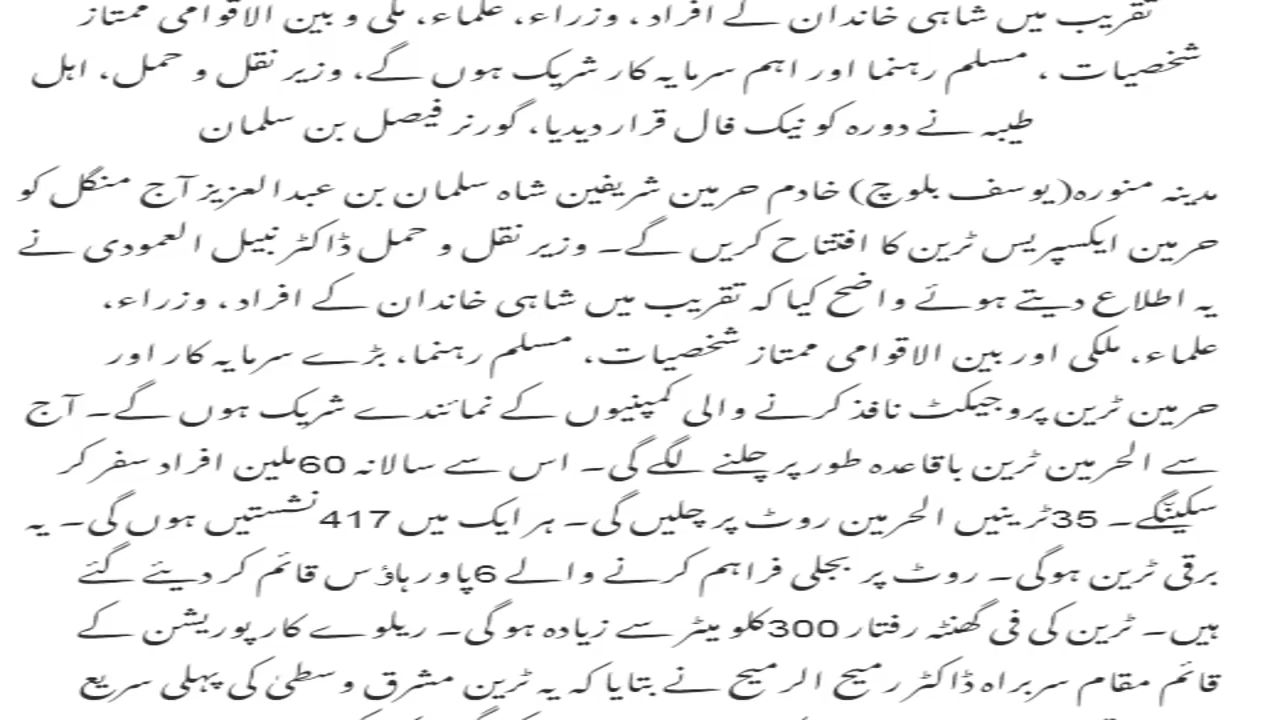 تقریب میں شاہی خاندان کے افراد، وزراء، علماء، ملی و بین الاقوامی ممتاز
شخصیات ، مسلم رہنما اور اہم سرمایہ کار شریک ہوں گے، وزیر نقل و حمل، اہل
طیبہ نے دورہ کو نیک فال قرار دیدیا، گورنر فیصل بن سلمان
مدینہ منورہ(یوسف بلوچ) خادم حرمین شریفین شاہ سلمان بن عبدالعزیز آج منگل کو
حرمین ایکسپریس ٹرین کا افتتاح کریں گے۔ وزیر نقل و حمل ڈاکٹر نبیل العمودی نے
یہ اطلاع دیتے ہوئے واضح کیا کہ تقریب میں شاہی خاندان کے افراد، وزراء،
علماء، ملکی اور بین الاقوامی ممتاز شخصیات، مسلم رہنما، بڑے سرمایہ کار اور
حرمین ٹرین پروجیکٹ نافذ کرنے والی کمپنیوں کے نمائندے شریک ہوں گے۔ آج
سے الحرمین ٹرین باقاعدہ طور پر چلنے لگے گی۔ اس سے سالانہ 60ملین افراد سفر کر
سکینگے۔ 35ٹرینیں الحرمین روٹ پر چلیں گی۔ ہر ایک میں 417نشستیں ہوں گی۔ یہ
برقی ٹرین ہوگی۔ روٹ پر بجلی فراہم کرنے والے 6پاور ہاؤس قائم کر دیئے گئے
ہیں۔ ٹرین کی فی گھنٹہ رفتار 300کلو میٹر سے زیادہ ہو گی۔ ریلوے کارپوریشن کے
قائم مقام سربراہ ڈاکٹر رمیح الرمیح نے بتایا کہ یہ ٹرین مشرق وسطیٰ کی پہلی سریع